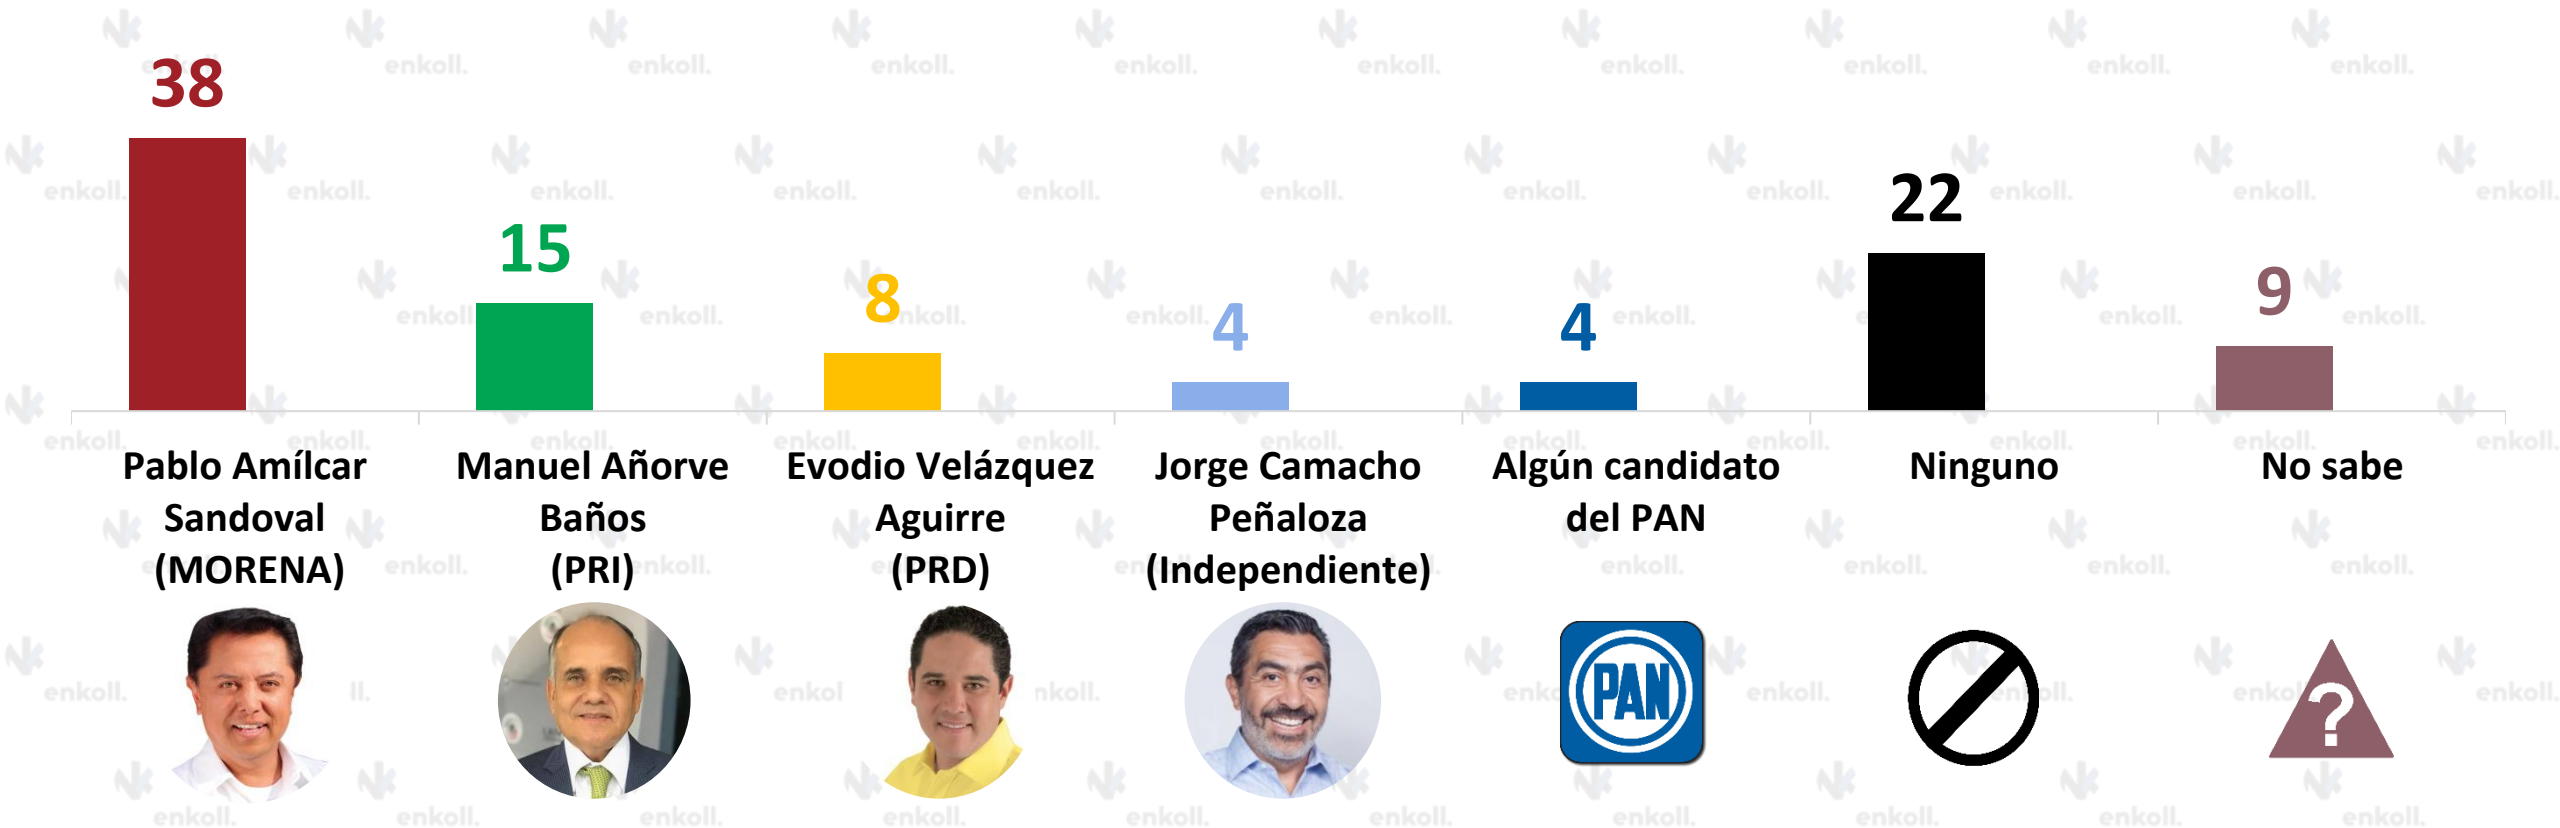 38
15
8
4
4
22
9
Pablo Amílcar
Sandoval
(MORENA)
Manuel Añorve
Baños
(PRI)
Evodio Velázquez
Aguirre
(PRD)
Jorge Camacho
Peñaloza
(Independiente)
Algún candidato
del PAN
Ninguno
No sabe
PAN
?
enkoll.